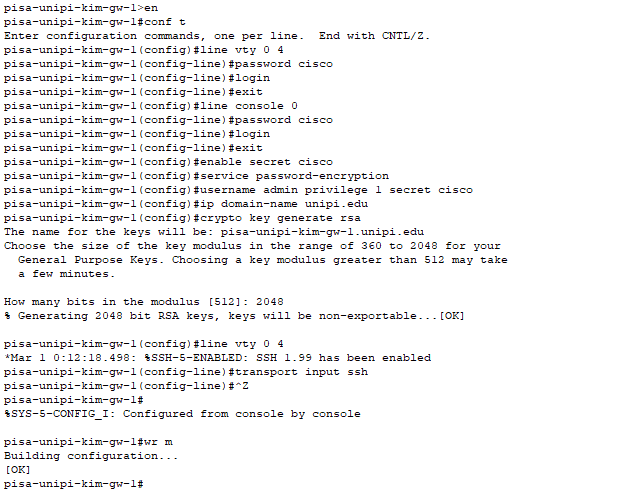 pisa-unipi-kim-gw-1>en
pisa-unipi-kim-gw-1#conf t
Enter configuration commands, one per line.  End with CNTL/Z.
pisa-unipi-kim-gw-1(config)#line vty 0 4
pisa-unipi-kim-gw-1(config-line)#password cisco
pisa-unipi-kim-gw-1(config-line)#login
pisa-unipi-kim-gw-1(config-line)#exit
pisa-unipi-kim-gw-1(config)#line console 0
pisa-unipi-kim-gw-1(config-line)#password cisco
pisa-unipi-kim-gw-1(config-line)#login
pisa-unipi-kim-gw-1(config-line)#exit
pisa-unipi-kim-gw-1(config)#enable secret cisco
pisa-unipi-kim-gw-1(config)#service password-encryption
pisa-unipi-kim-gw-1(config)#username admin privilege 1 secret cisco
pisa-unipi-kim-gw-1(config)#ip domain-name unipi.edu
pisa-unipi-kim-gw-1(config)#crypto key generate rsa
The name for the keys will be: pisa-unipi-kim-gw-1.unipi.edu
Choose the size of the key modulus in the range of 360 to 2048 for your
  General Purpose Keys. Choosing a key modulus greater than 512 may take
  a few minutes.

How many bits in the modulus [512]: 2048
% Generating 2048 bit RSA keys, keys will be non-exportable...[OK]

pisa-unipi-kim-gw-1(config)#line vty 0 4
*Mar 1 0:12:18.498: %SSH-5-ENABLED: SSH 1.99 has been enabled
pisa-unipi-kim-gw-1(config-line)#transport input ssh
pisa-unipi-kim-gw-1(config-line)#^Z
pisa-unipi-kim-gw-1#
%SYS-5-CONFIG_I: Configured from console by console

pisa-unipi-kim-gw-1#wr m
Building configuration...
[OK]
pisa-unipi-kim-gw-1#